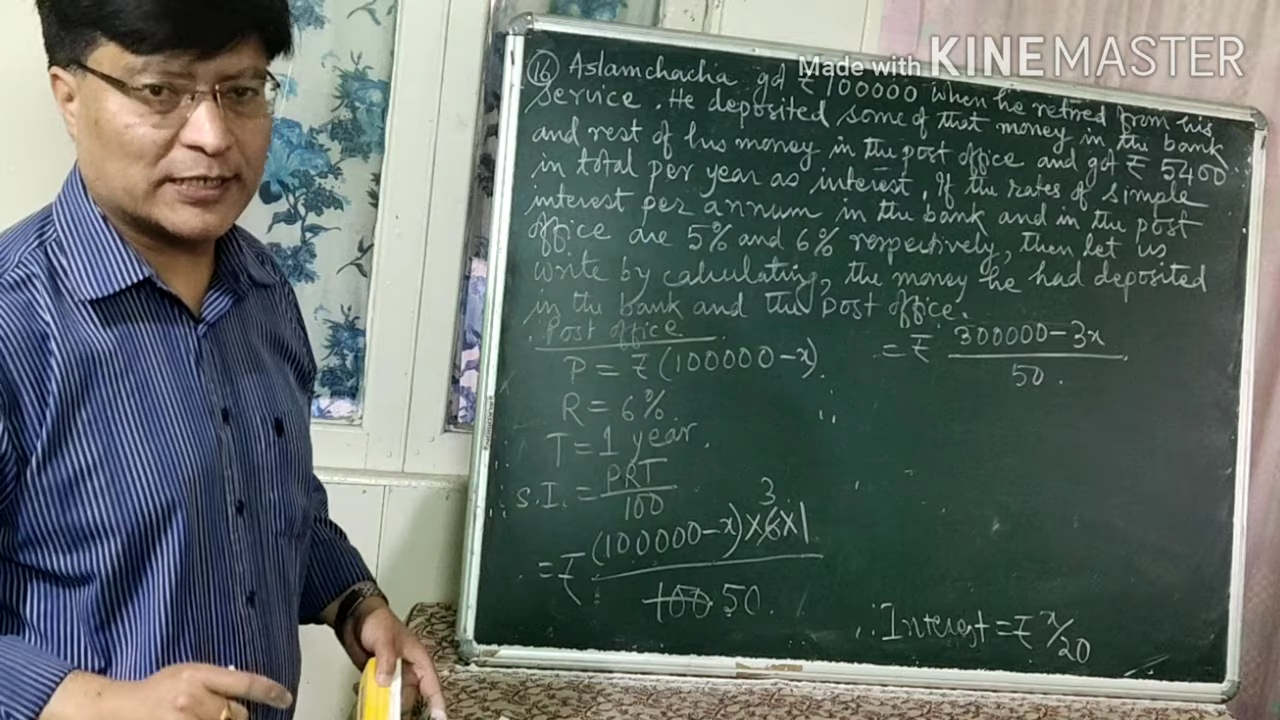 Made with KINEMASTER
(16) Aslamchacha got ₹ 100000 when he retired from his
service. He deposited some of that money in the bank
and rest of his money in the post office and got ₹ 5400
in total per year as interest. If the rates of simple
interest per annum in the bank and in the post
office are 5% and 6% respectively, then let us
write by calculating, the money he had deposited
in the bank and the post office.
Post office
P = ₹ (100000 - x)
R = 6%.
T = 1 year.
∴ S.I. = PRT/100
= ₹ (100000 - x) × 6 × 1 / 100
3
50.
= ₹ 300000 - 3x / 50.
∴
∴ Interest = ₹ x/20